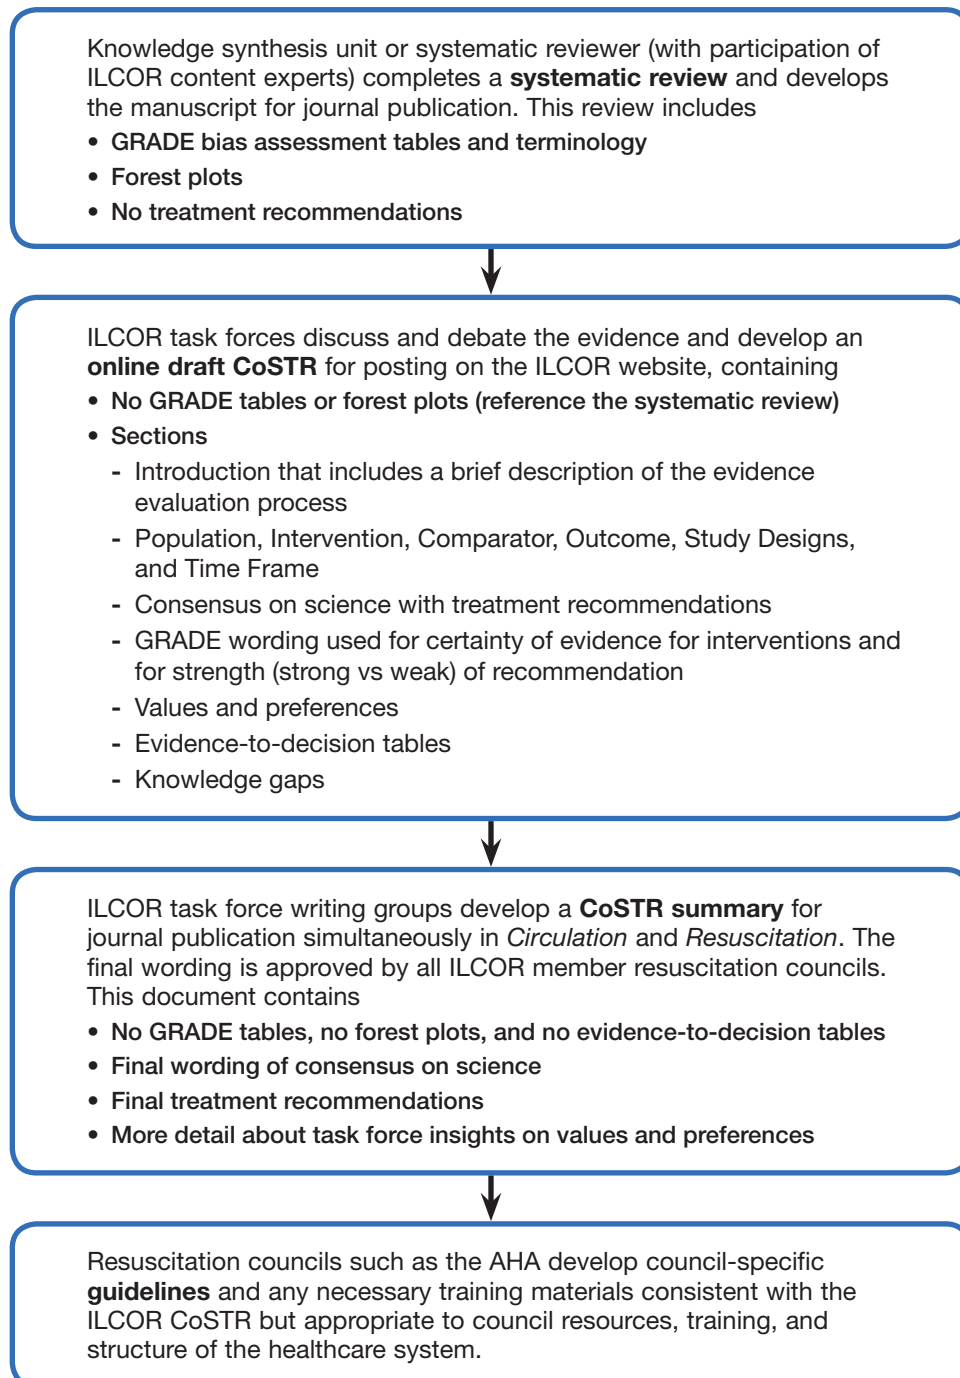 Knowledge synthesis unit or systematic reviewer (with participation of
ILCOR content experts) completes a systematic review and develops
the manuscript for journal publication. This review includes
• GRADE bias assessment tables and terminology
• Forest plots
• No treatment recommendations
ILCOR task forces discuss and debate the evidence and develop an
online draft CoSTR for posting on the ILCOR website, containing
• No GRADE tables or forest plots (reference the systematic review)
• Sections
- Introduction that includes a brief description of the evidence
evaluation process
- Population, Intervention, Comparator, Outcome, Study Designs,
and Time Frame
- Consensus on science with treatment recommendations
- GRADE wording used for certainty of evidence for interventions and
for strength (strong vs weak) of recommendation
- Values and preferences
- Evidence-to-decision tables
- Knowledge gaps
ILCOR task force writing groups develop a CoSTR summary for
journal publication simultaneously in Circulation and Resuscitation. The
final wording is approved by all ILCOR member resuscitation councils.
This document contains
• No GRADE tables, no forest plots, and no evidence-to-decision tables
• Final wording of consensus on science
• Final treatment recommendations
• More detail about task force insights on values and preferences
Resuscitation councils such as the AHA develop council-specific
guidelines and any necessary training materials consistent with the
ILCOR CoSTR but appropriate to council resources, training, and
structure of the healthcare system.